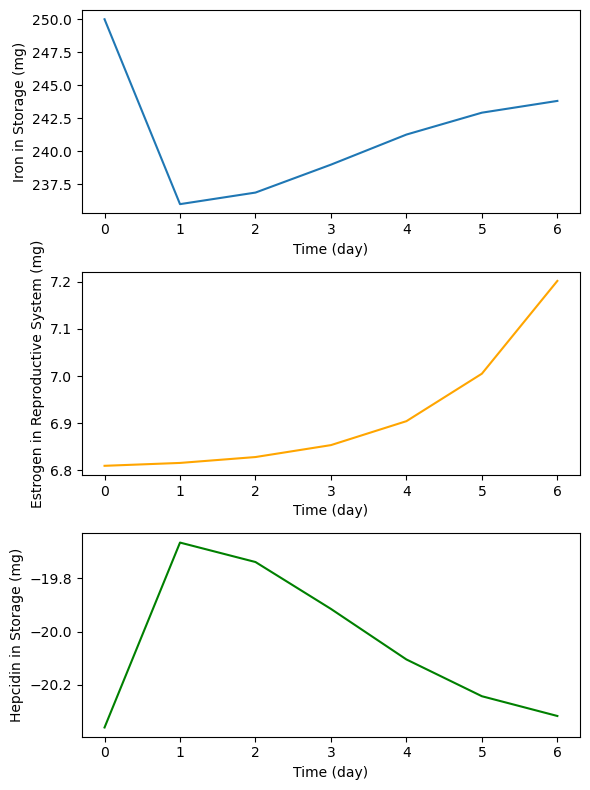 Iron in Storage (mg)
250.0
247.5
245.0
242.5
240.0
237.5
0 1 2 3 4 5 6
Time (day)
Estrogen in Reproductive System (mg)
7.2
7.1
7.0
6.9
6.8
0 1 2 3 4 5 6
Time (day)
Hepcidin in Storage (mg)
−19.8
−20.0
−20.2
0 1 2 3 4 5 6
Time (day)